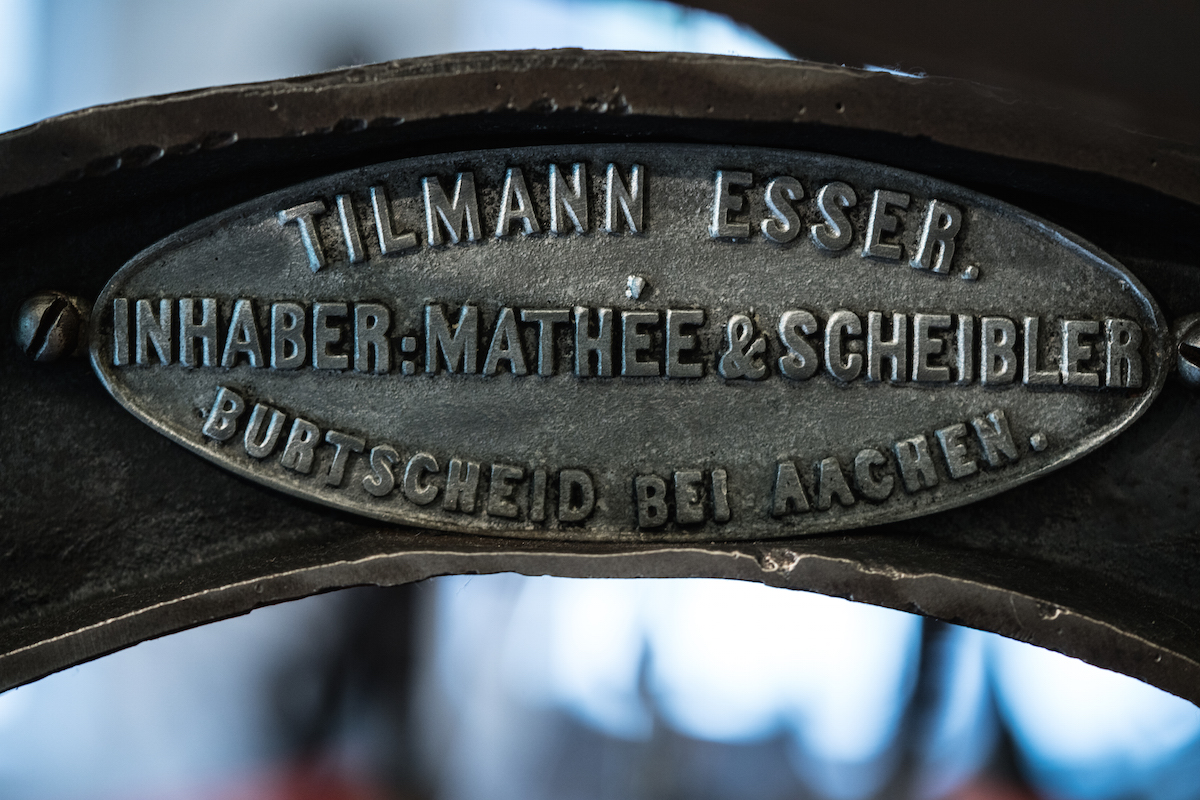 TILMANN ESSER.
INHABER: MATHÉE & SCHEIBLER
BURTSCHEID BEI AACHEN.